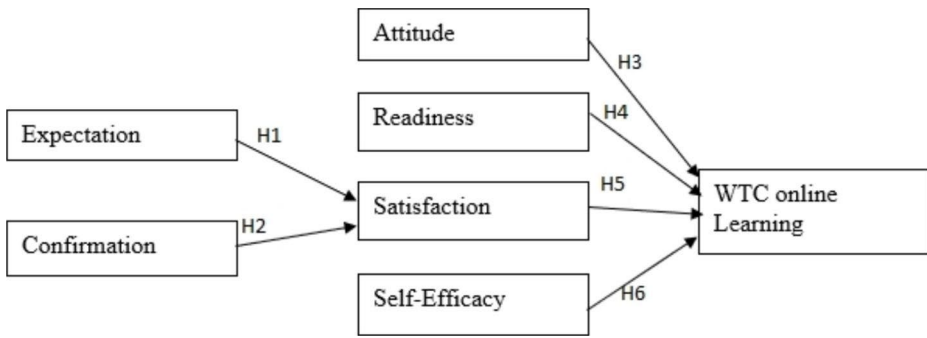 Attitude
H3
Readiness
H4
Expectation
H1
Satisfaction
H5
WTC online
Learning
Confirmation
H2
Self-Efficacy
H6